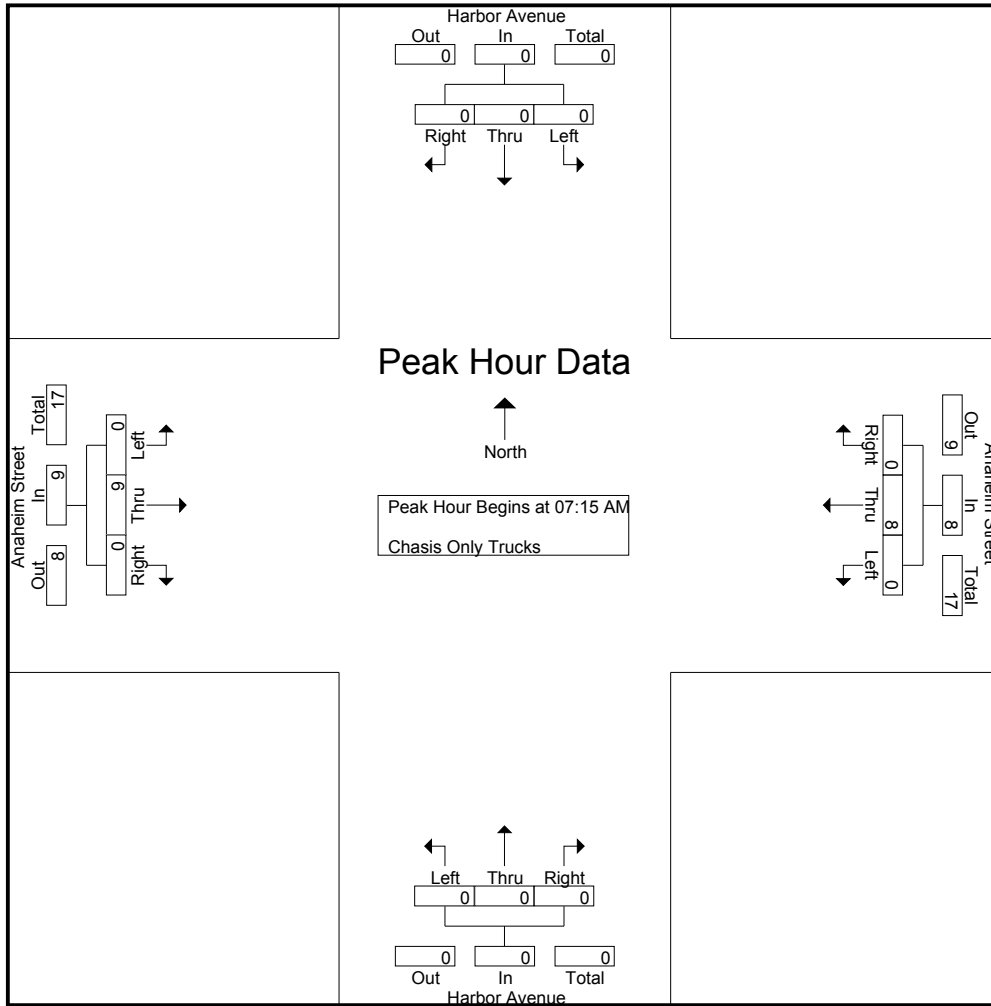 Harbor Avenue
Out In Total
0 0 0
0 0 0
Right Thru Left
Peak Hour Data
North
Peak Hour Begins at 07:15 AM
Chasis Only Trucks
Anaheim Street
Total In Out
17 9 8
0 9 0
Left Thru Right
Right Thru Left
0 8 0
Out In Total
9 8 17
Anaheim Street
Left Thru Right
0 0 0
0 0 0
Out In Total
Harbor Avenue